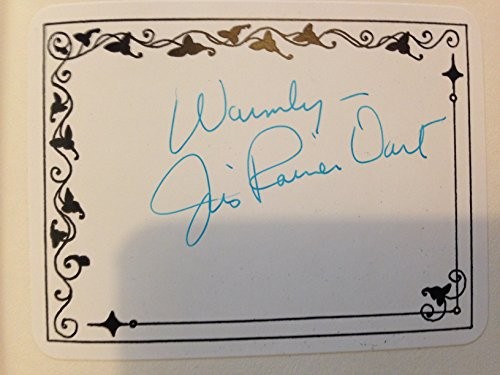 Warmly –
Iris Rainer Dart